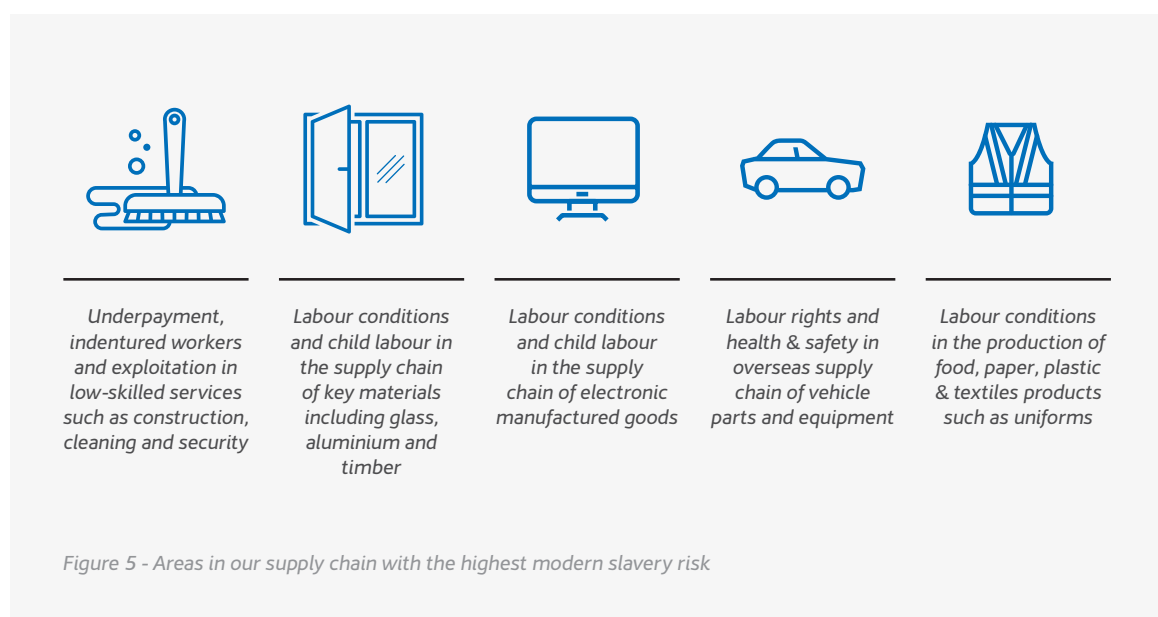 Underpayment,
indentured workers
and exploitation in
low-skilled services
such as construction,
cleaning and security
Labour conditions
and child labour in
the supply chain
of key materials
including glass,
aluminium and
timber
Labour conditions
and child labour
in the supply
chain of electronic
manufactured goods
Labour rights and
health & safety in
overseas supply
chain of vehicle
parts and equipment
Labour conditions
in the production of
food, paper, plastic
& textiles products
such as uniforms
Figure 5 - Areas in our supply chain with the highest modern slavery risk